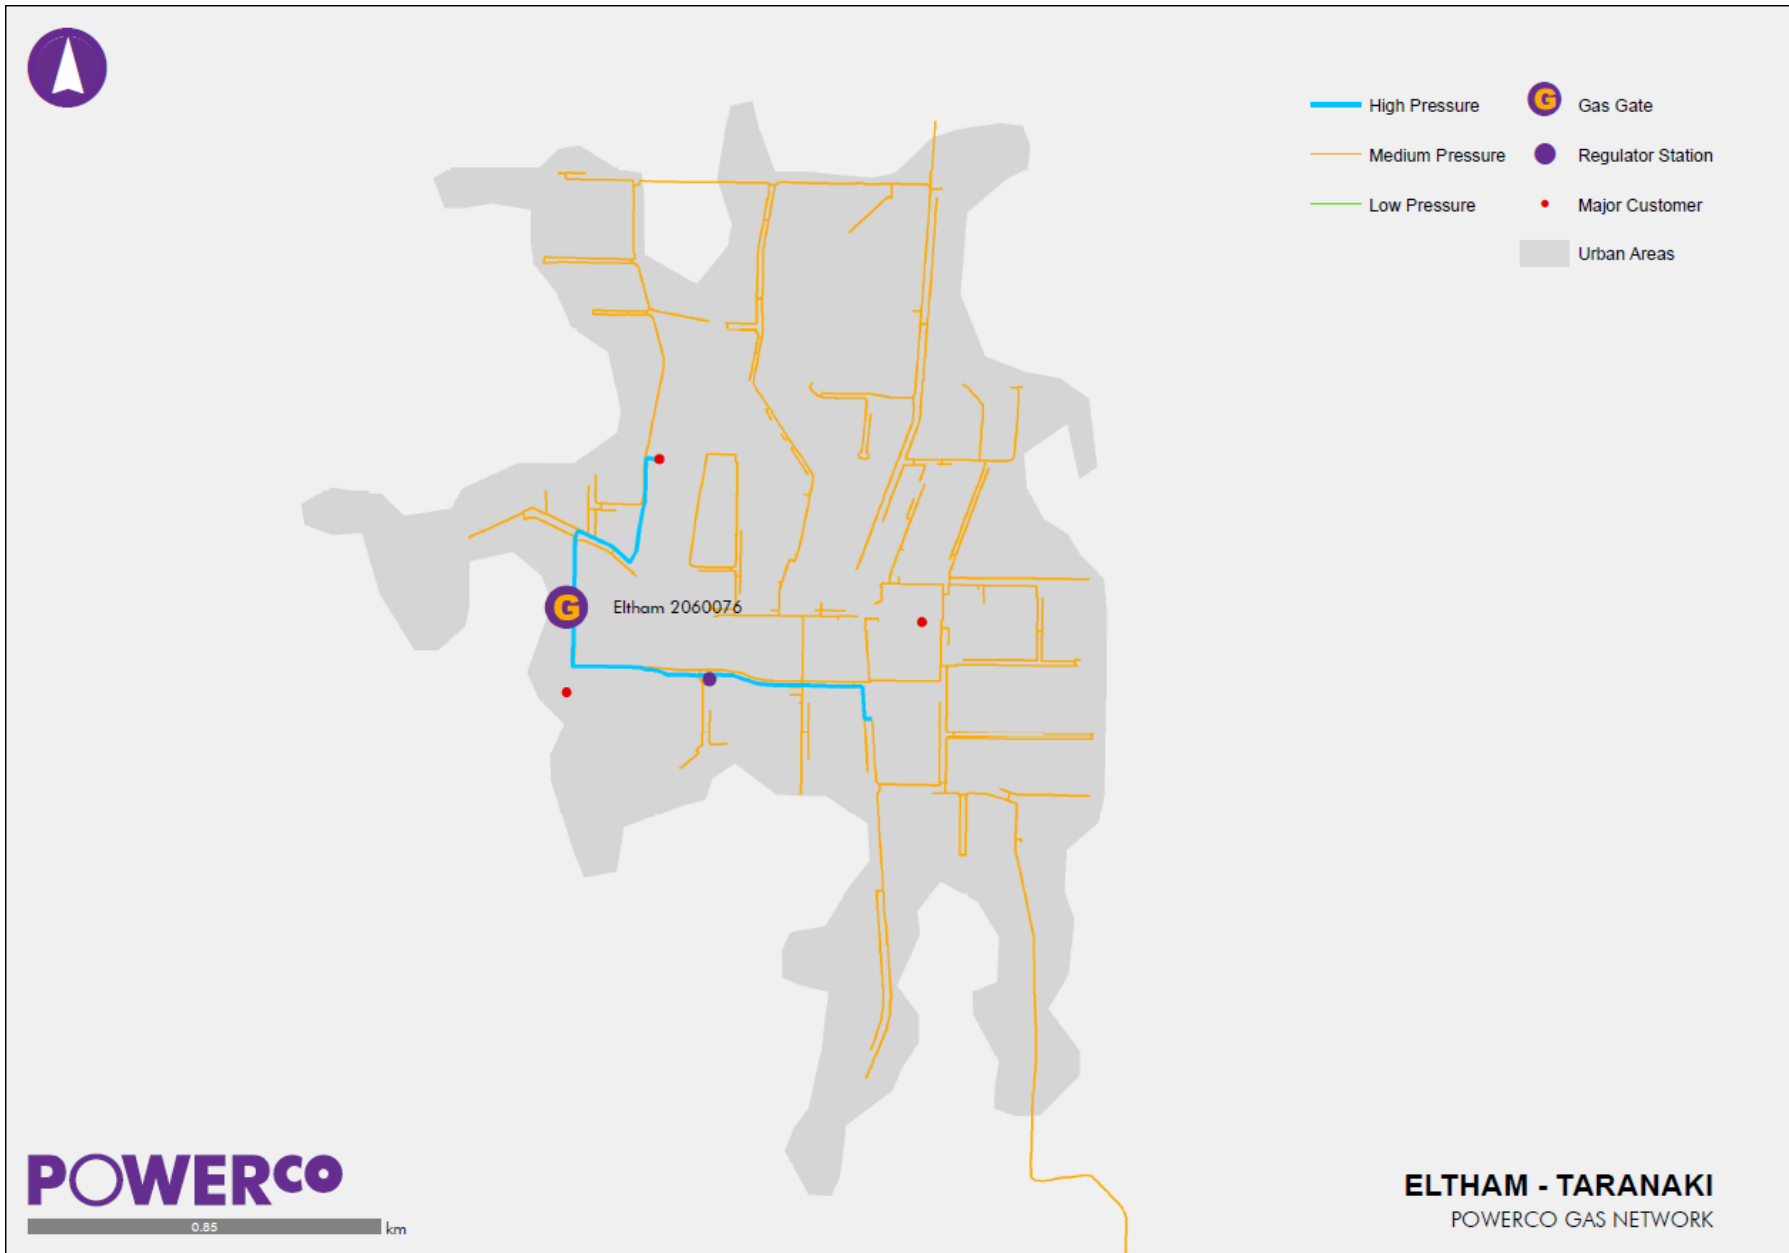 High Pressure
G
Gas Gate
Medium Pressure
Regulator Station
Low Pressure
Major Customer
Urban Areas
G
Eltham 2060076
POWERCO
0.85
km
ELTHAM - TARANAKI
POWERCO GAS NETWORK